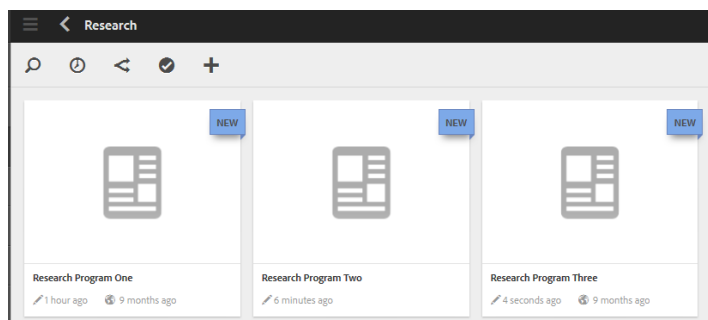 Research
NEW
NEW
NEW
Research Program One
1 hour ago 9 months ago
Research Program Two
6 minutes ago
Research Program Three
4 seconds ago 9 months ago